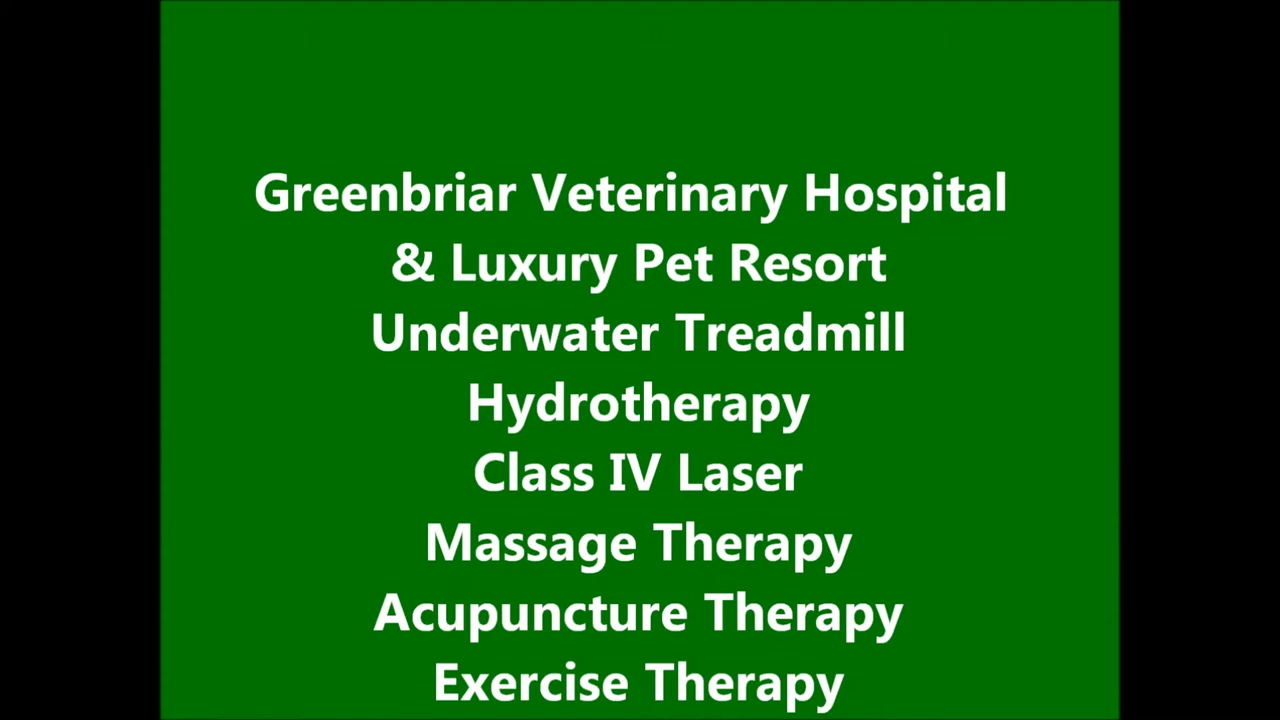 Greenbriar Veterinary Hospital
& Luxury Pet Resort
Underwater Treadmill
Hydrotherapy
Class IV Laser
Massage Therapy
Acupuncture Therapy
Exercise Therapy